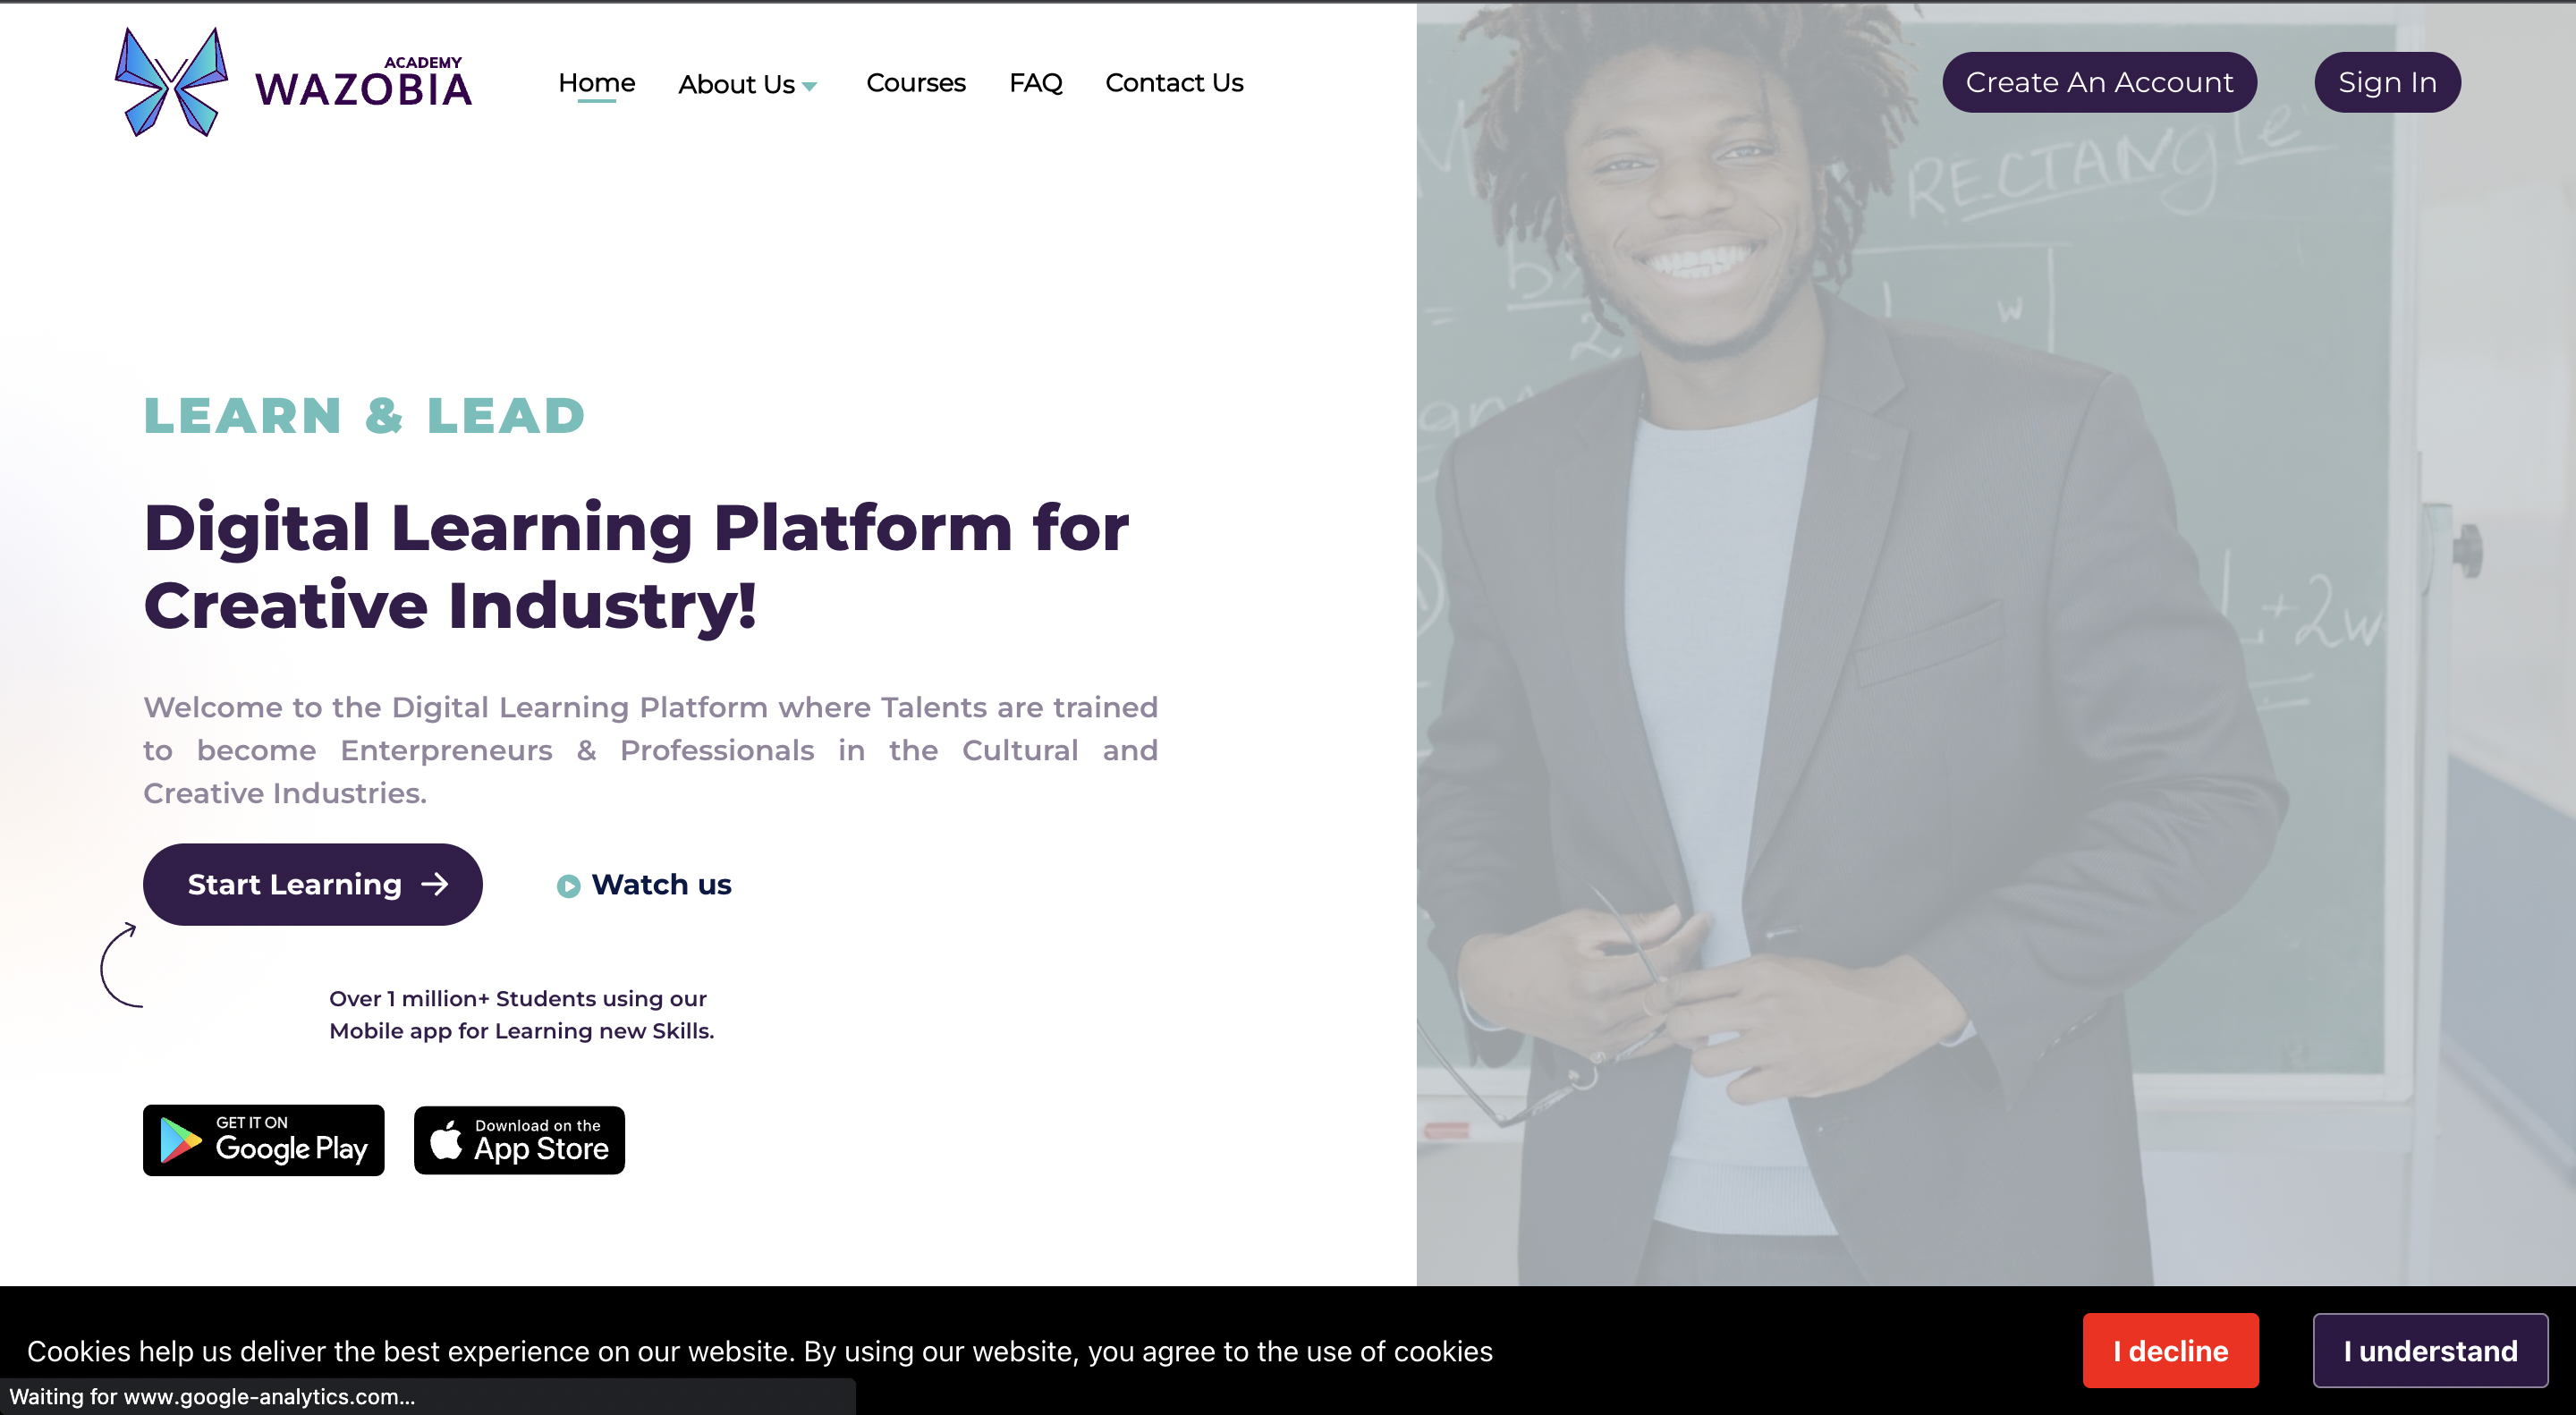 ACADEMY
WAZOBIA
Home
About Us
Courses
FAQ
Contact Us
Create An Account
Sign In
RECTANgle
LEARN & LEAD
Digital Learning Platform for
Creative Industry!
Welcome to the Digital Learning Platform where Talents are trained
to become Enterpreneurs & Professionals in the Cultural and
Creative Industries.
Start Learning
Watch us
Over 1 million+ Students using our
Mobile app for Learning new Skills.
GET IT ON
Google Play
Download on the
App Store
w
L+2w
Cookies help us deliver the best experience on our website. By using our website, you agree to the use of cookies
I decline
I understand
Waiting for www.google-analytics.com...